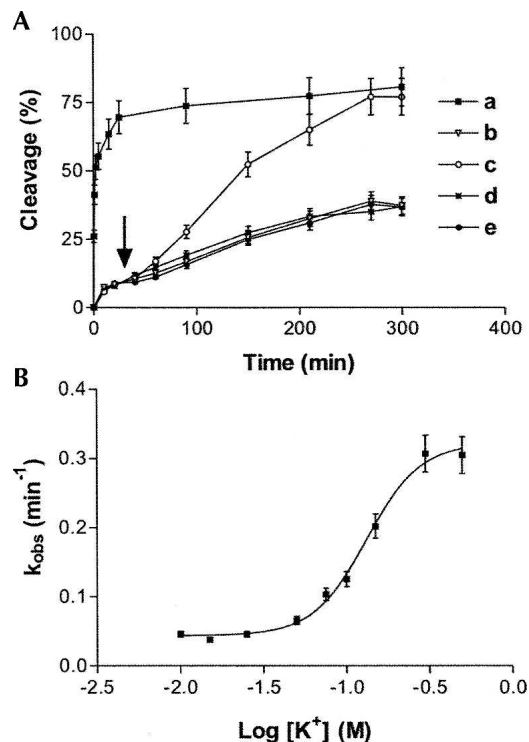 A
100
75
50
25
0
Cleavage (%)
0 100 200 300 400
Time (min)
a
b
c
d
e
B
0.4
0.3
0.2
0.1
0.0
k_obs (min⁻¹)
-2.5 -2.0 -1.5 -1.0 -0.5 0.0
Log [K⁺] (M)